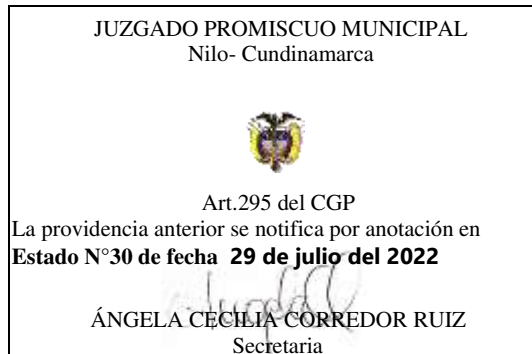 JUZGADO PROMISCUO MUNICIPAL
Nilo- Cundinamarca
Art.295 del CGP
La providencia anterior se notifica por anotación en
Estado N°30 de fecha 29 de julio del 2022
ÁNGELA CECILIA CORREDOR RUIZ
Secretaria